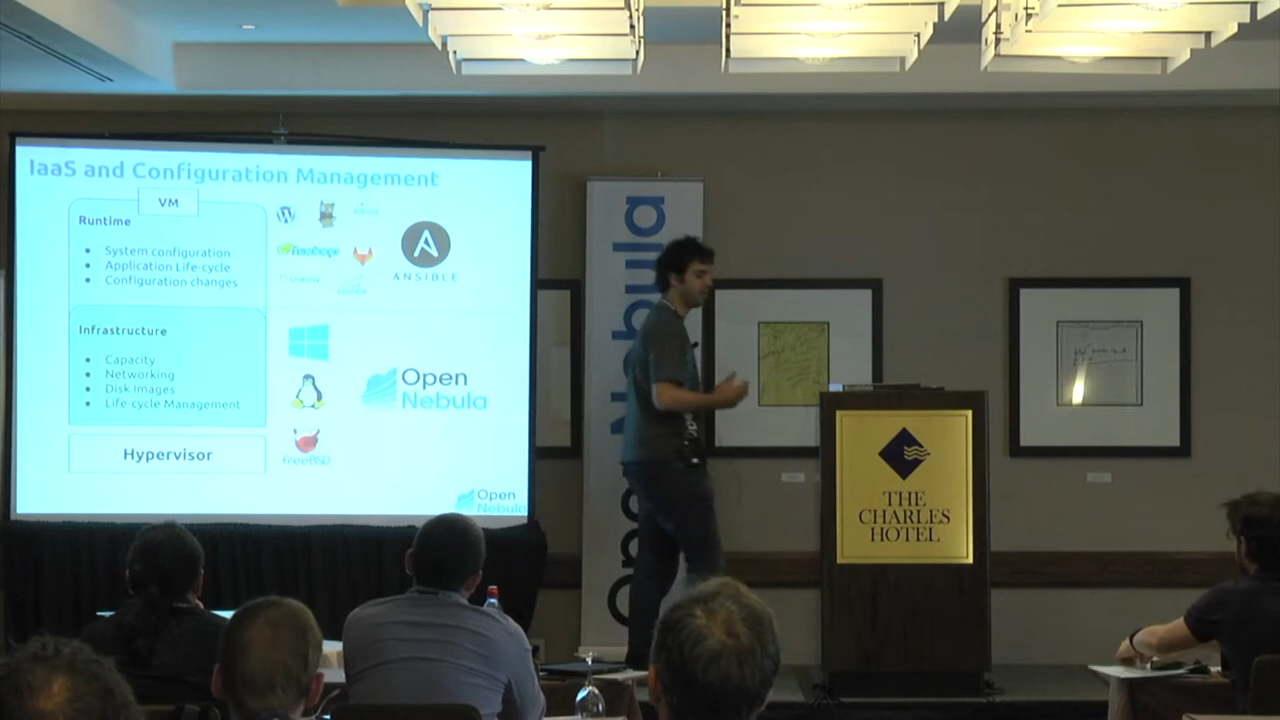 IaaS and Configuration Management
VM
Runtime
• System configuration
• Application Life-cycle
• Configuration changes
ANSIBLE
Infrastructure
• Capacity
• Networking
• Disk Images
• Life-cycle Management
Open
Nebula
Hypervisor
FreeBSD
Open
Nebula
OpenNebula
THE
CHARLES
HOTEL